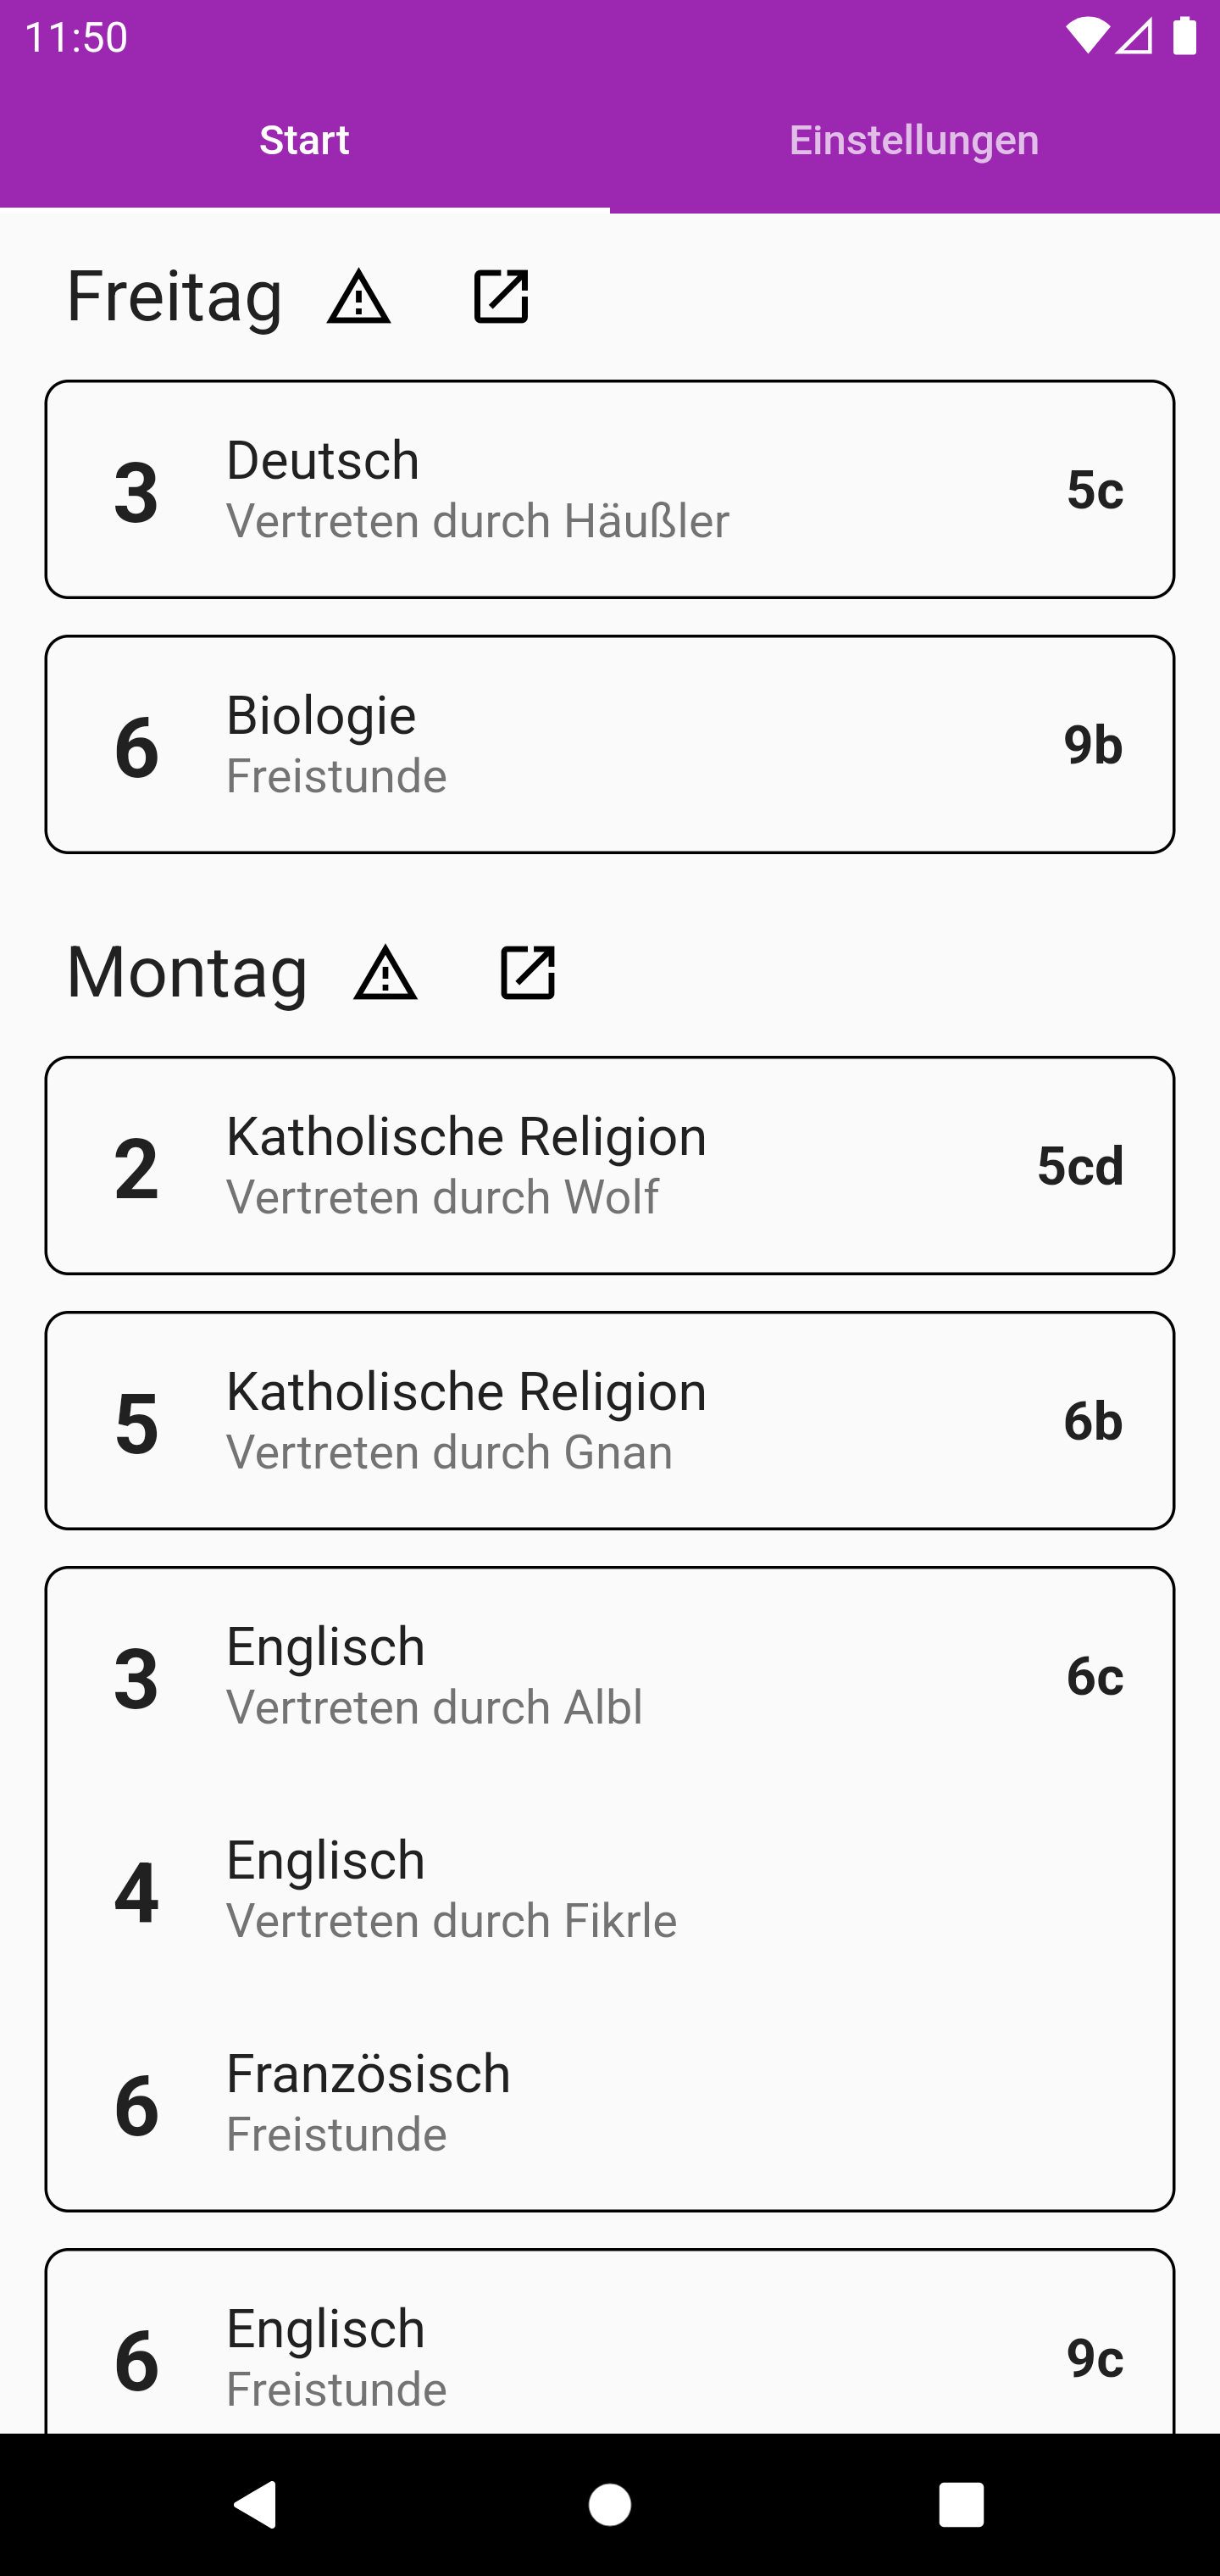 11:50
Start Einstellungen
Freitag
3 Deutsch 5c
Vertreten durch Häußler
6 Biologie 9b
Freistunde
Montag
2 Katholische Religion 5cd
Vertreten durch Wolf
5 Katholische Religion 6b
Vertreten durch Gnan
3 Englisch 6c
Vertreten durch Albl
4 Englisch
Vertreten durch Fikrle
6 Französisch
Freistunde
6 Englisch 9c
Freistunde